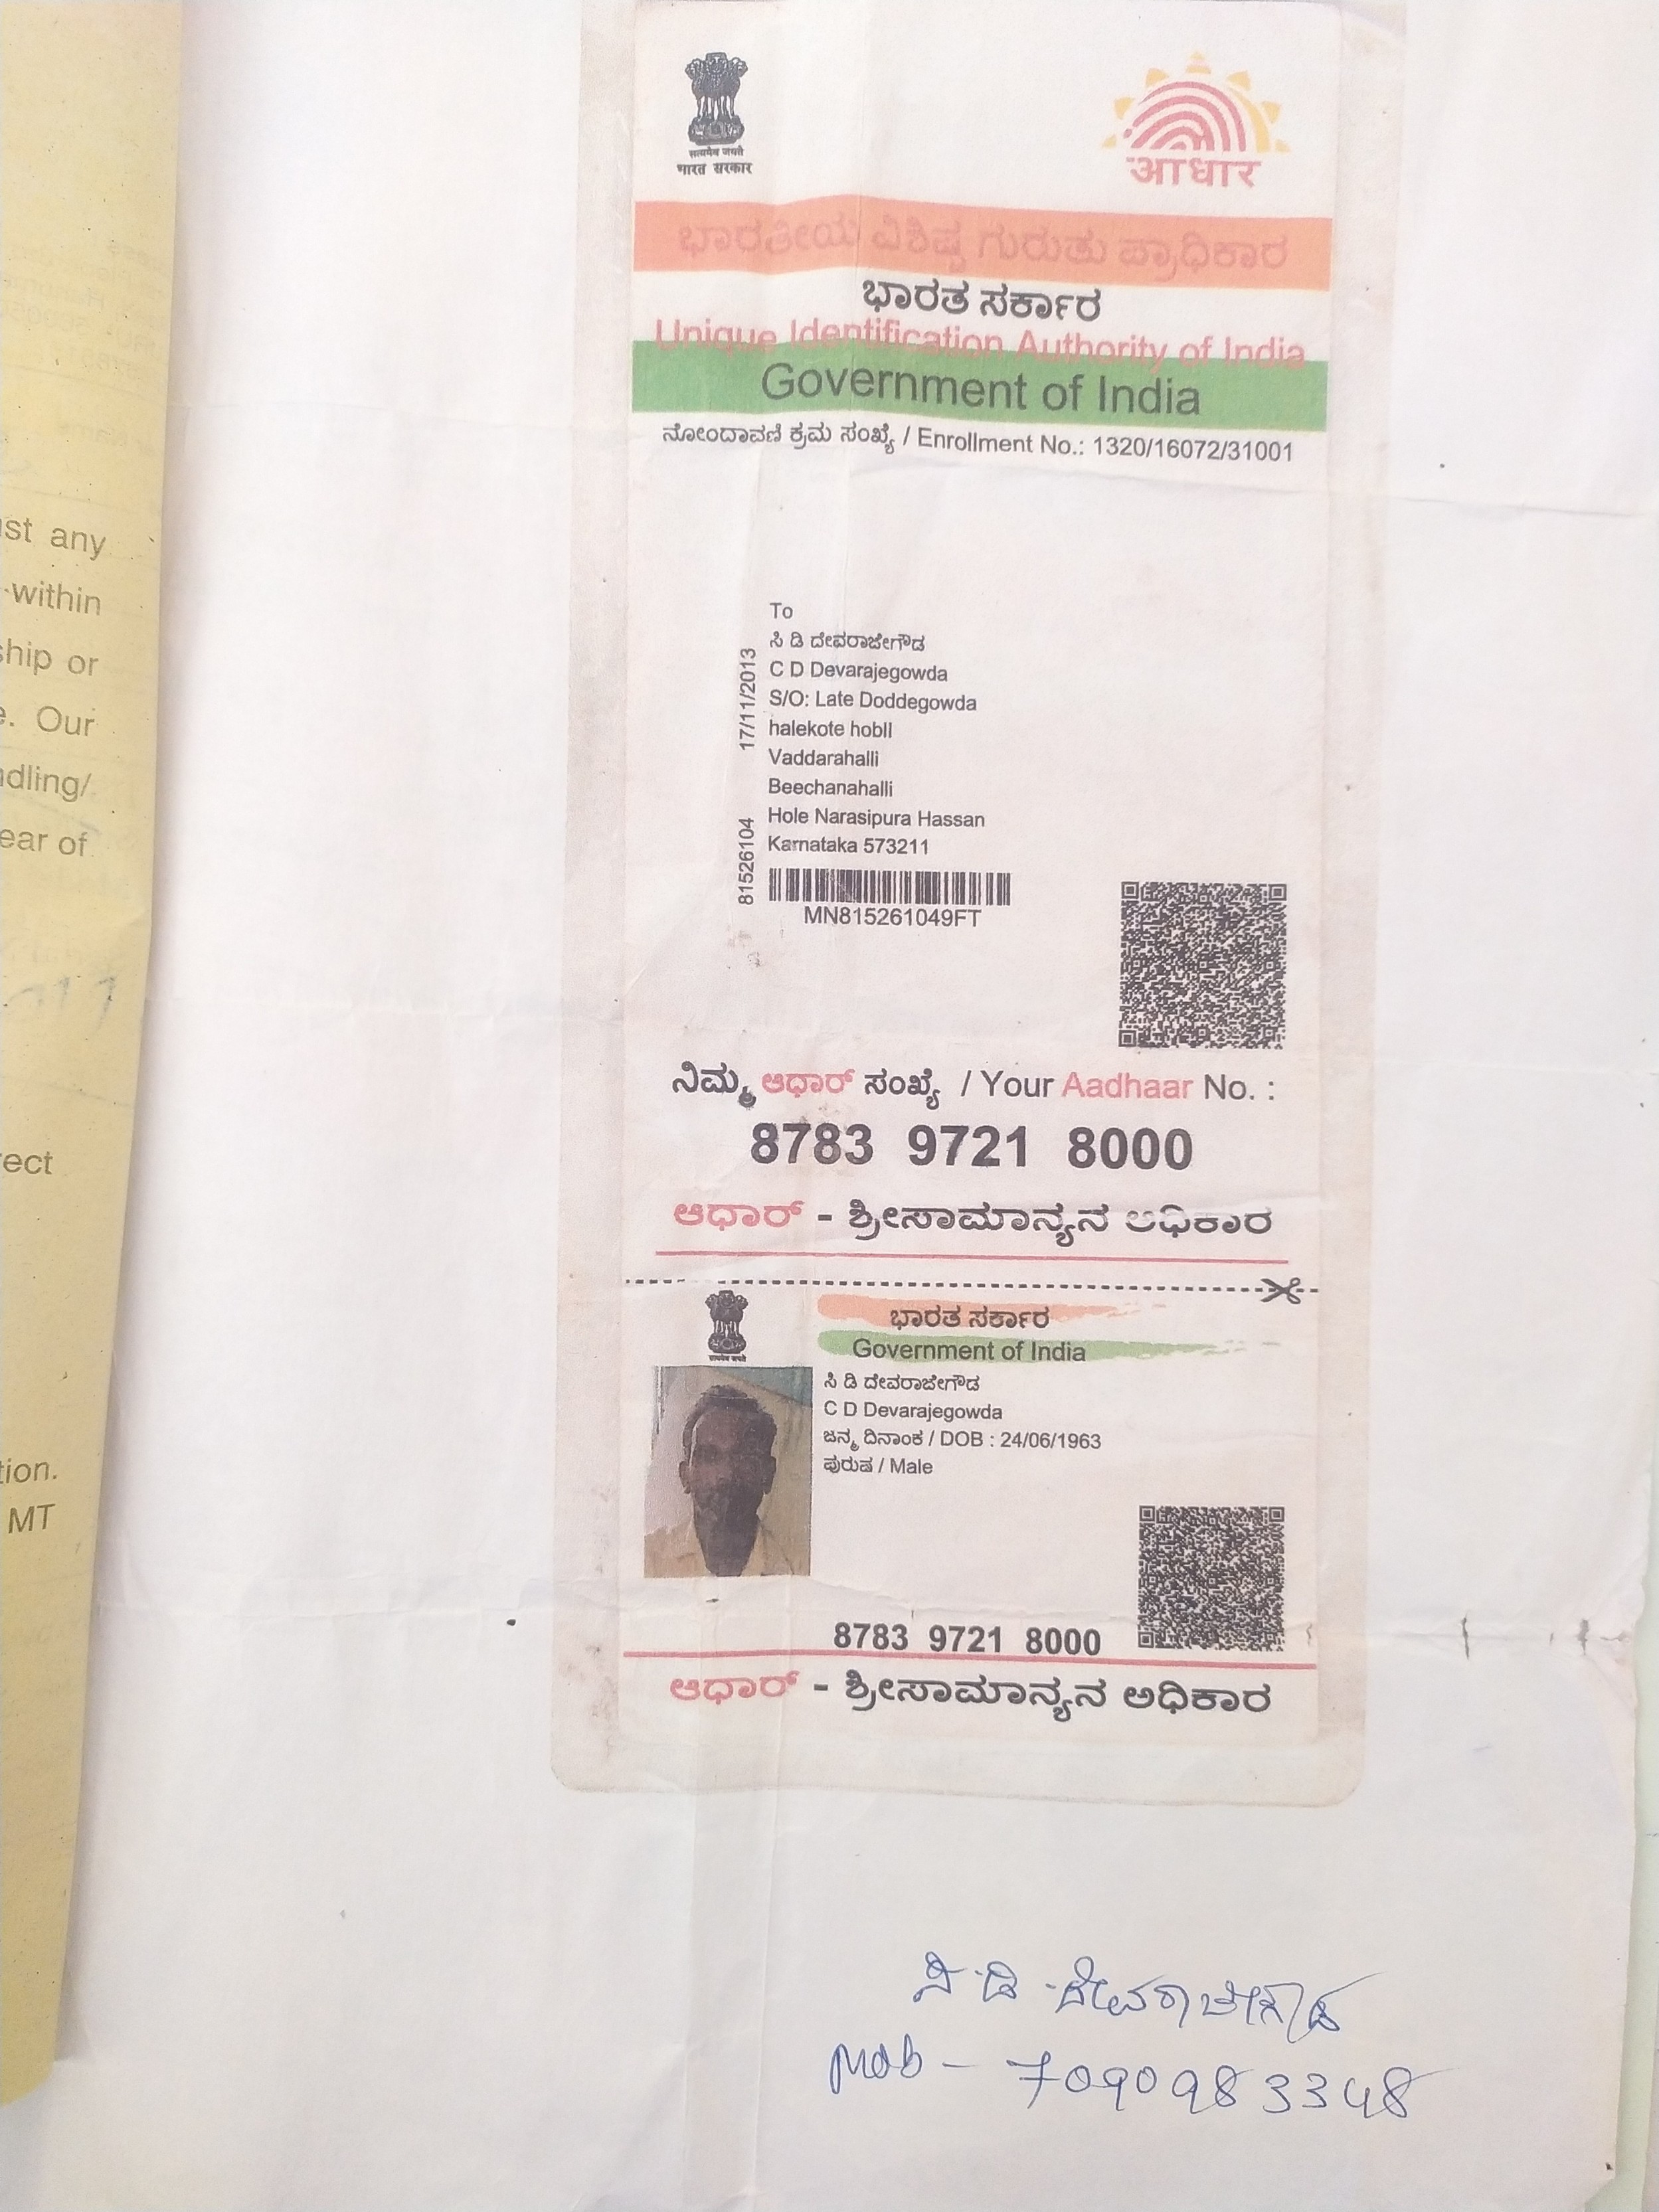 सत्यमेव जयते
भारत सरकार
आधार
ಭಾರತೀಯ ವಿಶಿಷ್ಟ ಗುರುತು ಪ್ರಾಧಿಕಾರ
ಭಾರತ ಸರ್ಕಾರ
Unique Identification Authority of India
Government of India
ನೋಂದಾವಣಿ ಕ್ರಮ ಸಂಖ್ಯೆ / Enrollment No.: 1320/16072/31001
To
ಸಿ ಡಿ ದೇವರಾಜೇಗೌಡ
C D Devarajegowda
S/O: Late Doddegowda
halekote hobli
Vaddarahalli
Beechanahalli
Hole Narasipura Hassan
Karnataka 573211
17/11/2013
81526104
MN815261049FT
ನಿಮ್ಮ ಆಧಾರ್ ಸಂಖ್ಯೆ / Your Aadhaar No. :
8783 9721 8000
ಆಧಾರ್ - ಶ್ರೀಸಾಮಾನ್ಯನ ಅಧಿಕಾರ
ಭಾರತ ಸರ್ಕಾರ
Government of India
ಸಿ ಡಿ ದೇವರಾಜೇಗೌಡ
C D Devarajegowda
ಜನ್ಮ ದಿನಾಂಕ / DOB : 24/06/1963
ಪುರುಷ / Male
8783 9721 8000
ಆಧಾರ್ - ಶ್ರೀಸಾಮಾನ್ಯನ ಅಧಿಕಾರ
ಸಿ.ಡಿ.ದೇವರಾಜೇಗೌಡ
Mob - 7090983348
any
within
ship or
Our
ear of
MT